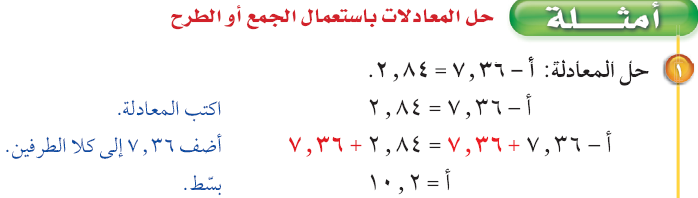 أمثلة حل المعادلات باستعمال الجمع أو الطرح
١ حل المعادلة: أ – ٧,٣٦ = ٢,٨٤.
أ – ٧,٣٦ = ٢,٨٤ اكتب المعادلة.
أ – ٧,٣٦ + ٧,٣٦ = ٢,٨٤ + ٧,٣٦ أضف ٧,٣٦ إلى كلا الطرفين.
أ = ١٠,٢ بسّط.